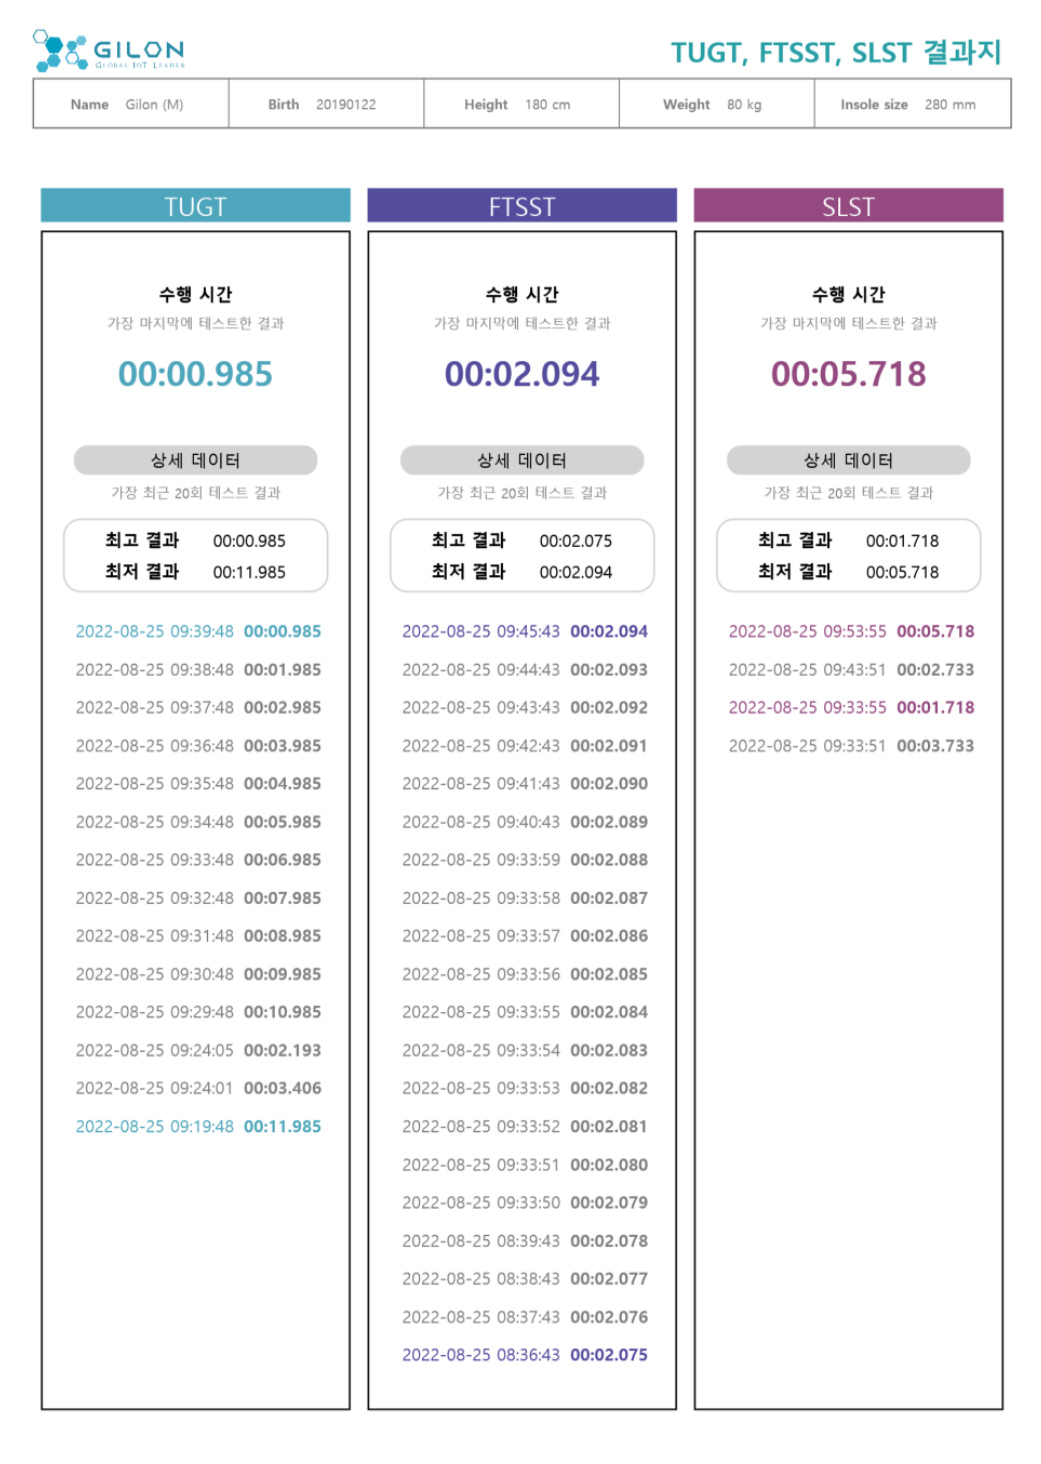 GILON
GLOBAL IOT LEADER
TUGT, FTSST, SLST 결과지
Name Gilon (M) Birth 20190122 Height 180 cm Weight 80 kg Insole size 280 mm
TUGT
수행 시간
가장 마지막에 테스트한 결과
00:00.985
상세 데이터
가장 최근 20회 테스트 결과
최고 결과 00:00.985
최저 결과 00:11.985
2022-08-25 09:39:48 00:00.985
2022-08-25 09:38:48 00:01.985
2022-08-25 09:37:48 00:02.985
2022-08-25 09:36:48 00:03.985
2022-08-25 09:35:48 00:04.985
2022-08-25 09:34:48 00:05.985
2022-08-25 09:33:48 00:06.985
2022-08-25 09:32:48 00:07.985
2022-08-25 09:31:48 00:08.985
2022-08-25 09:30:48 00:09.985
2022-08-25 09:29:48 00:10.985
2022-08-25 09:24:05 00:02.193
2022-08-25 09:24:01 00:03.406
2022-08-25 09:19:48 00:11.985
FTSST
수행 시간
가장 마지막에 테스트한 결과
00:02.094
상세 데이터
가장 최근 20회 테스트 결과
최고 결과 00:02.075
최저 결과 00:02.094
2022-08-25 09:45:43 00:02.094
2022-08-25 09:44:43 00:02.093
2022-08-25 09:43:43 00:02.092
2022-08-25 09:42:43 00:02.091
2022-08-25 09:41:43 00:02.090
2022-08-25 09:40:43 00:02.089
2022-08-25 09:33:59 00:02.088
2022-08-25 09:33:58 00:02.087
2022-08-25 09:33:57 00:02.086
2022-08-25 09:33:56 00:02.085
2022-08-25 09:33:55 00:02.084
2022-08-25 09:33:54 00:02.083
2022-08-25 09:33:53 00:02.082
2022-08-25 09:33:52 00:02.081
2022-08-25 09:33:51 00:02.080
2022-08-25 09:33:50 00:02.079
2022-08-25 08:39:43 00:02.078
2022-08-25 08:38:43 00:02.077
2022-08-25 08:37:43 00:02.076
2022-08-25 08:36:43 00:02.075
SLST
수행 시간
가장 마지막에 테스트한 결과
00:05.718
상세 데이터
가장 최근 20회 테스트 결과
최고 결과 00:01.718
최저 결과 00:05.718
2022-08-25 09:53:55 00:05.718
2022-08-25 09:43:51 00:02.733
2022-08-25 09:33:55 00:01.718
2022-08-25 09:33:51 00:03.733